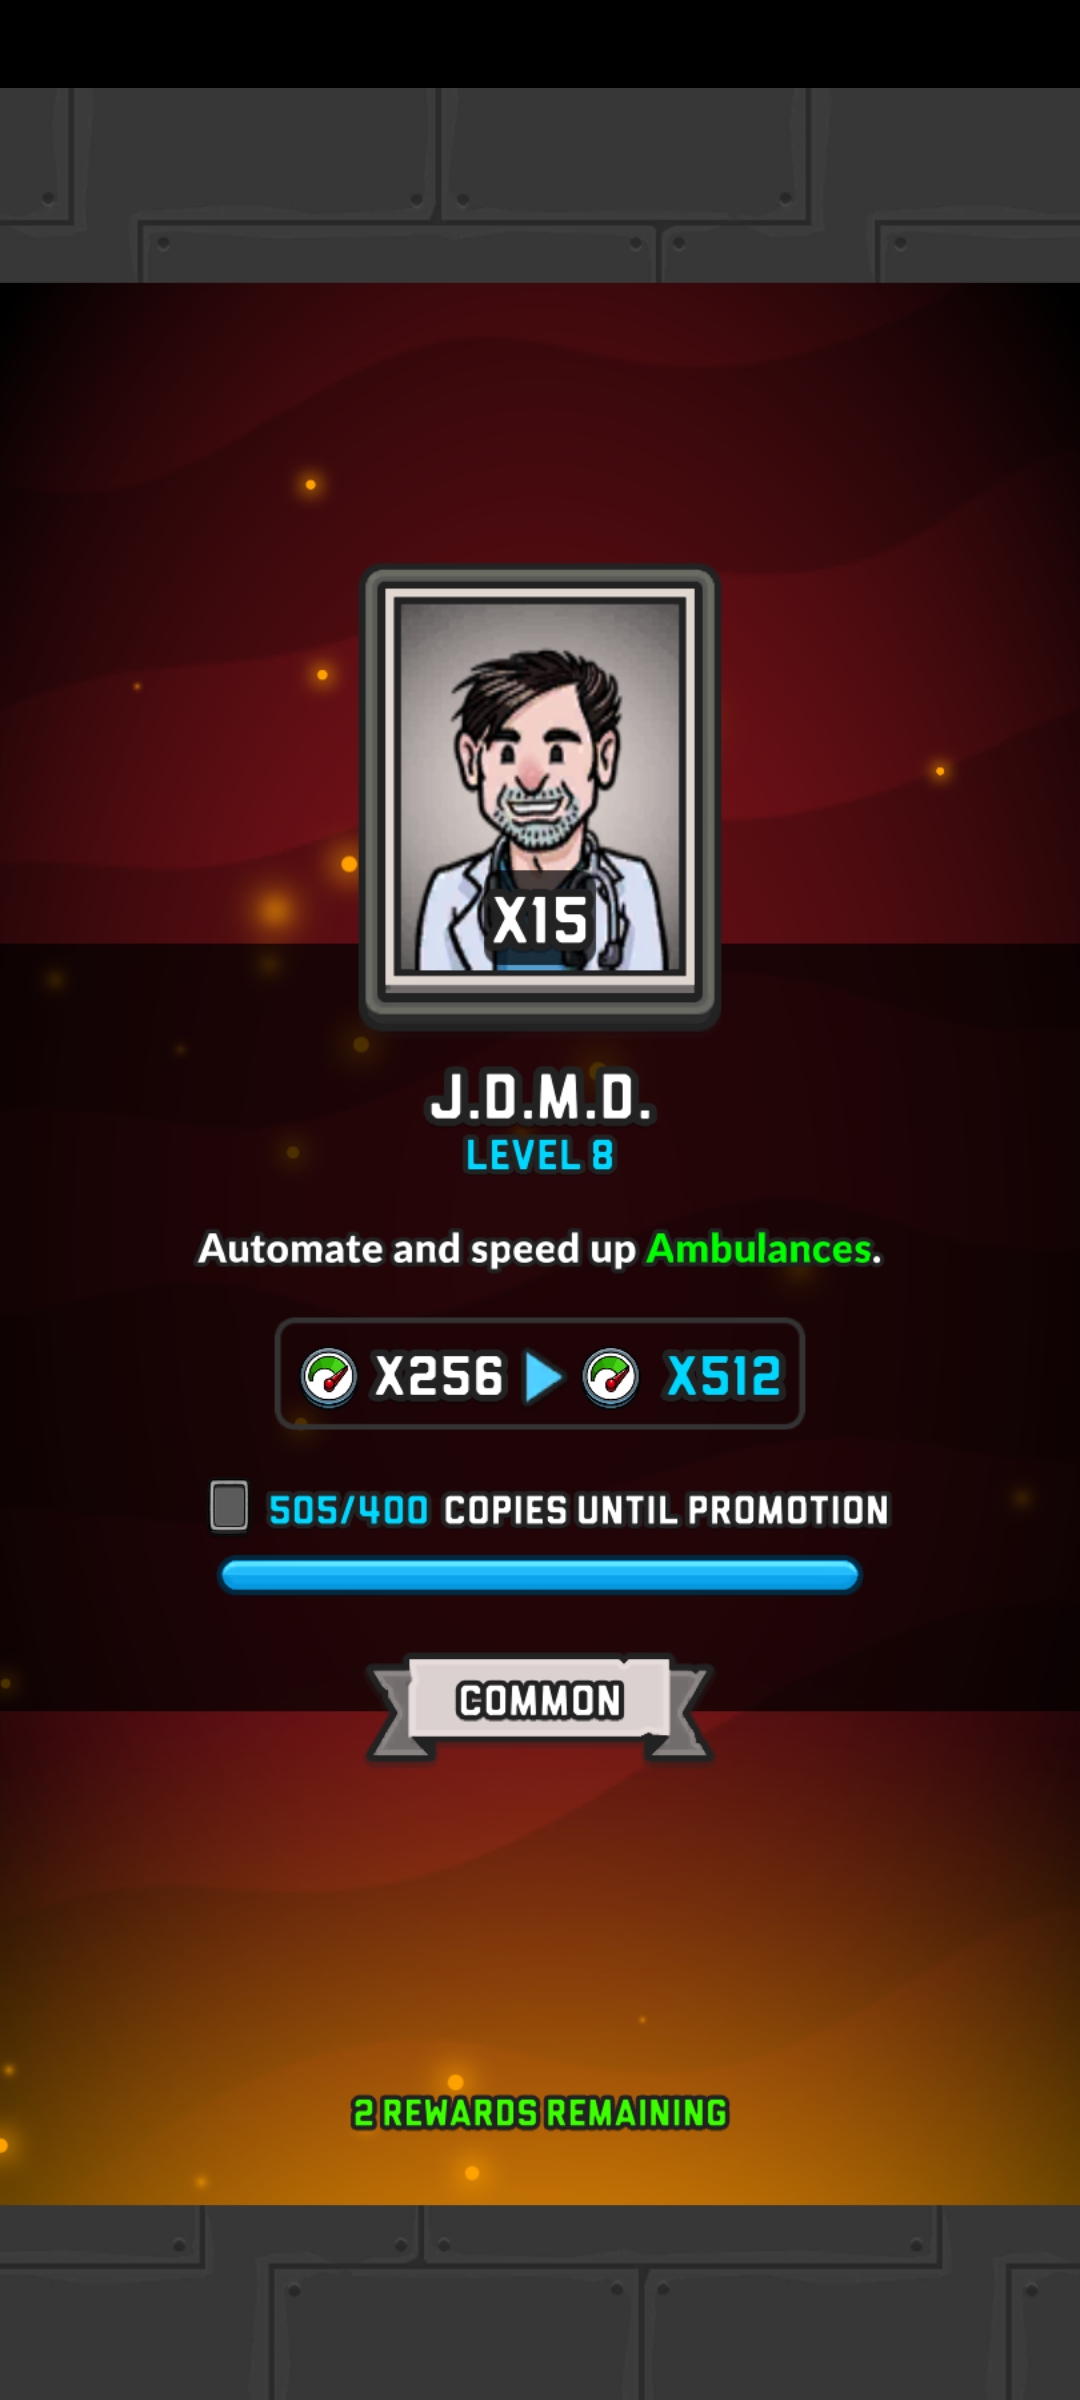 X15
J.D.M.D.
LEVEL 8
Automate and speed up Ambulances.
X256 X512
505/400 COPIES UNTIL PROMOTION
COMMON
2 REWARDS REMAINING